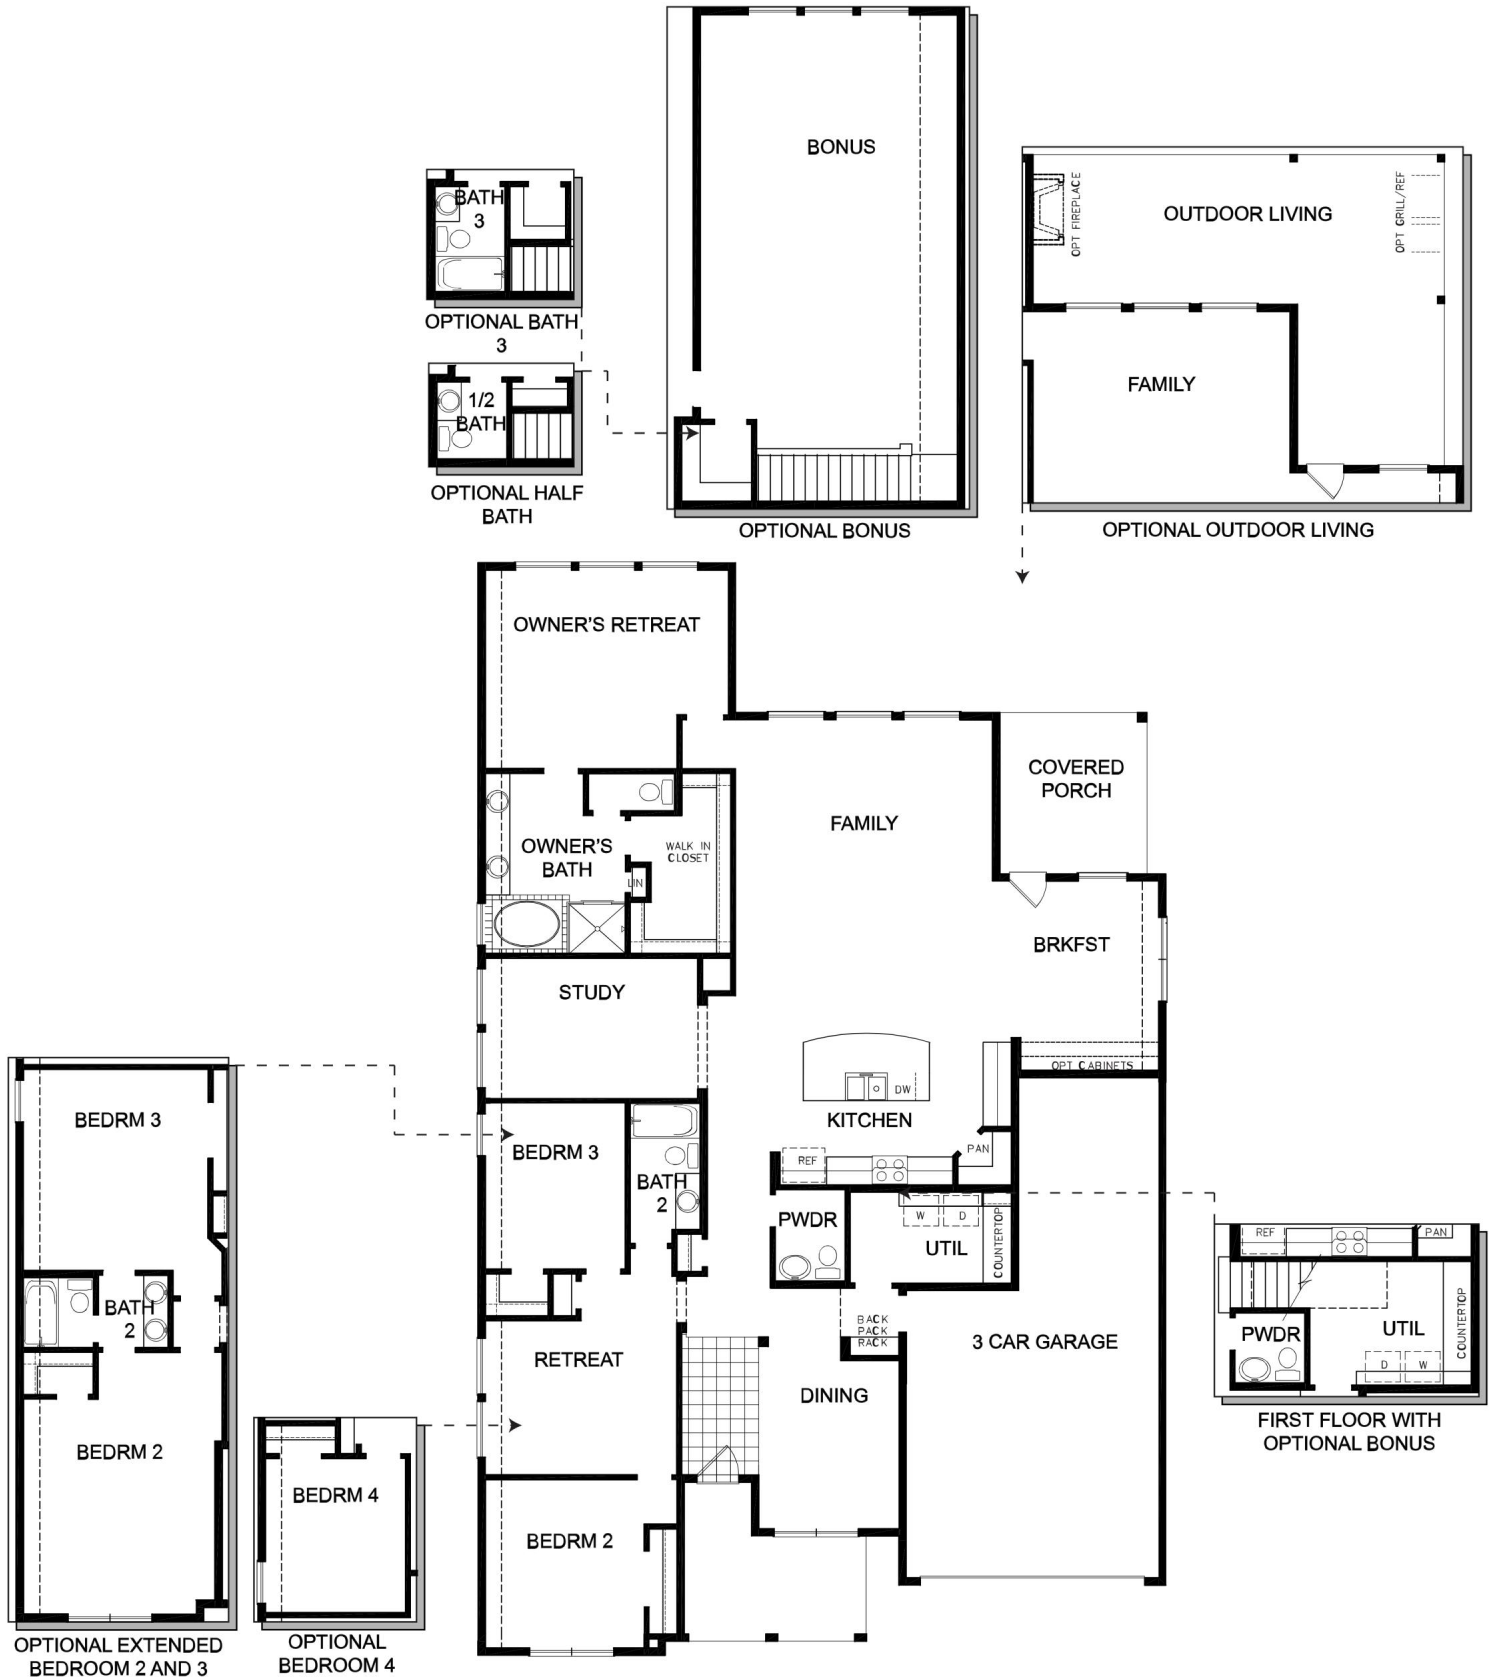 BONUS
OPTIONAL BONUS
BATH
3
OPTIONAL BATH
3
1/2
BATH
OPTIONAL HALF
BATH
OPT FIREPLACE
OUTDOOR LIVING
OPT GRILL/REF
FAMILY
OPTIONAL OUTDOOR LIVING
OWNER'S RETREAT
COVERED
PORCH
FAMILY
OWNER'S
BATH
WALK IN
CLOSET
LIN
BRKFST
STUDY
OPT CABINETS
DW
KITCHEN
PAN
REF
BEDRM 3
BATH
2
PWDR
W
D
UTIL
COUNTERTOP
BACK
PACK
RACK
3 CAR GARAGE
RETREAT
DINING
BEDRM 2
BEDRM 3
BATH
2
BEDRM 2
OPTIONAL EXTENDED
BEDROOM 2 AND 3
BEDRM 4
OPTIONAL
BEDROOM 4
REF
PAN
PWDR
UTIL
COUNTERTOP
D
W
FIRST FLOOR WITH
OPTIONAL BONUS